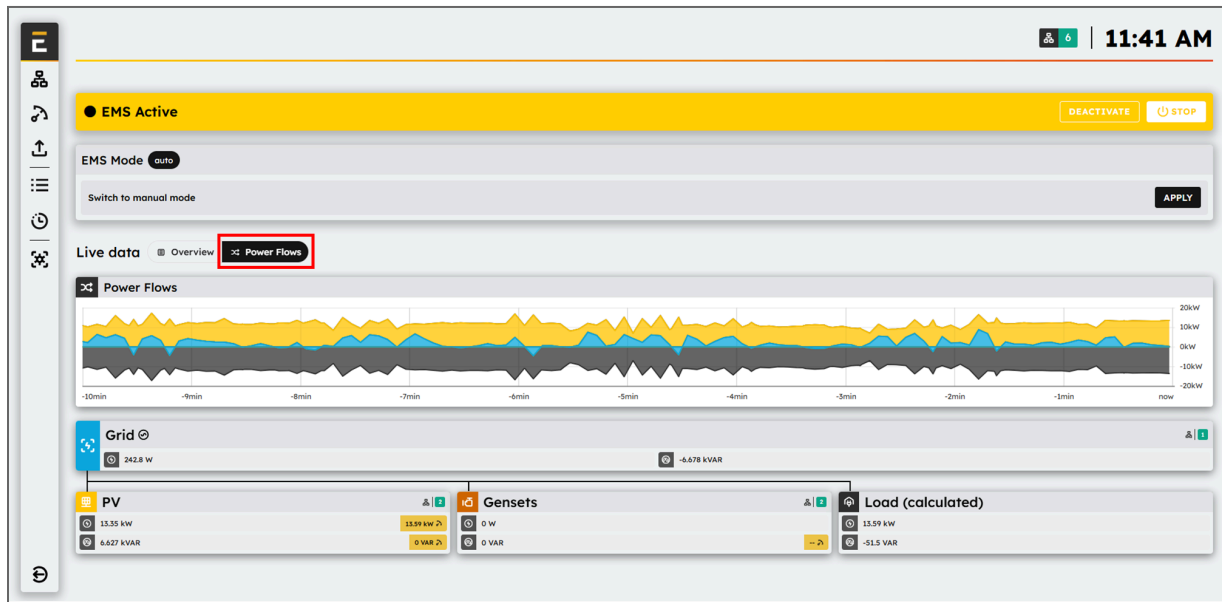 E
6
11:41 AM
EMS Active
DEACTIVATE
STOP
EMS Mode auto
Switch to manual mode
APPLY
Live data
Overview
Power Flows
Power Flows
20kW
10kW
0kW
-10kW
-20kW
-10min -9min -8min -7min -6min -5min -4min -3min -2min -1min now
Grid
1
242.8 W
-6.678 kVAR
PV
2
13.35 kW
13.59 kW
6.627 kVAR
0 VAR
Gensets
2
0 W
0 VAR
--
Load (calculated)
13.59 kW
-51.5 VAR